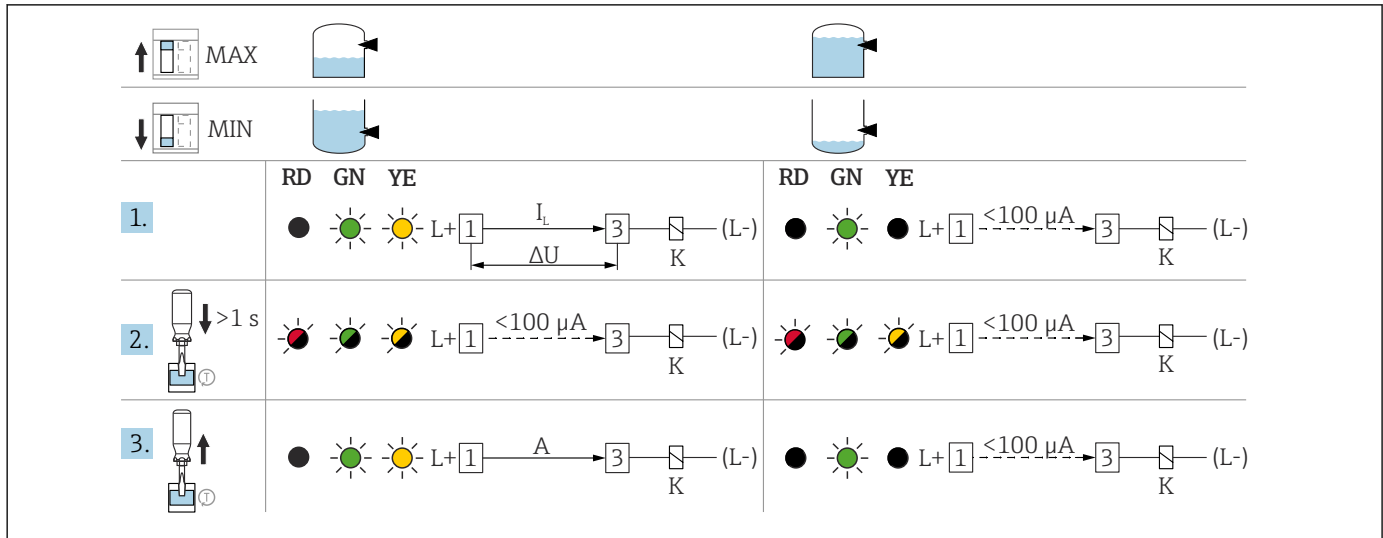 MAX
MIN
RD GN YE
RD GN YE
1.
L+ 1 I_L 3 (L-)
ΔU K
L+ 1 <100 µA 3 (L-)
K
2.
>1 s
T
L+ 1 <100 µA 3 (L-)
K
L+ 1 <100 µA 3 (L-)
K
3.
T
L+ 1 A 3 (L-)
K
L+ 1 <100 µA 3 (L-)
K